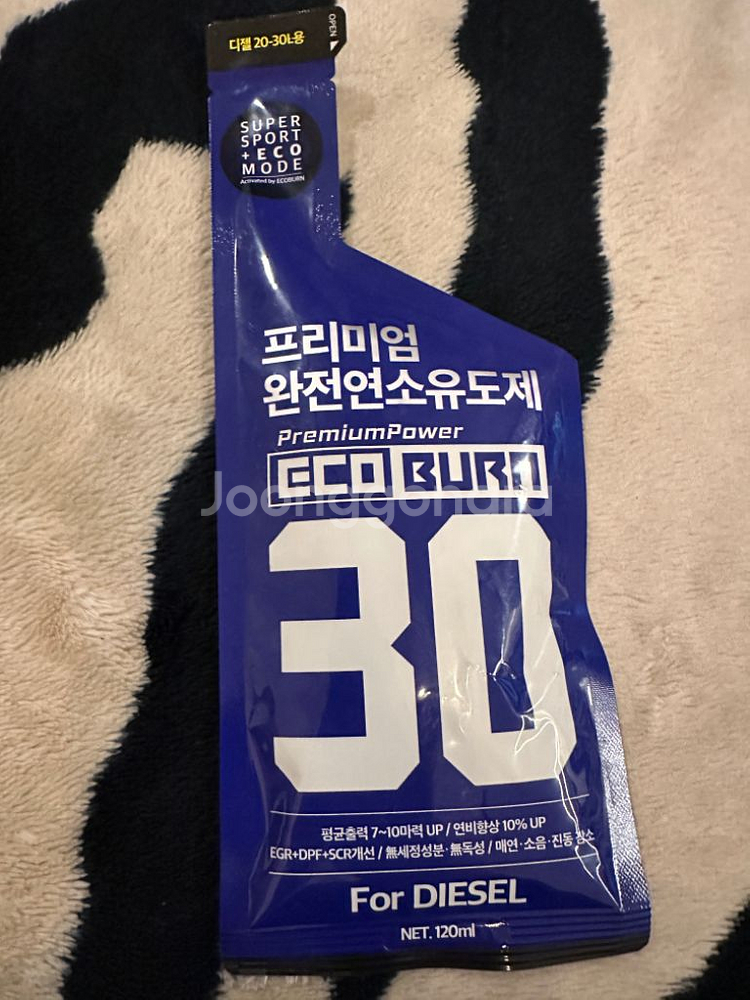 디젤 20-30L용
OPEN
SUPER
SPORT
+ECO
MODE
Activated by ECOBURN
프리미엄
완전연소유도제
PremiumPower
ECOBURN
Joonggonara
30
평균출력 7~10마력 UP / 연비향상 10% UP
EGR+DPF+SCR개선 / 無세정성분·無독성 / 매연·소음·진동 감소
For DIESEL
NET. 120ml